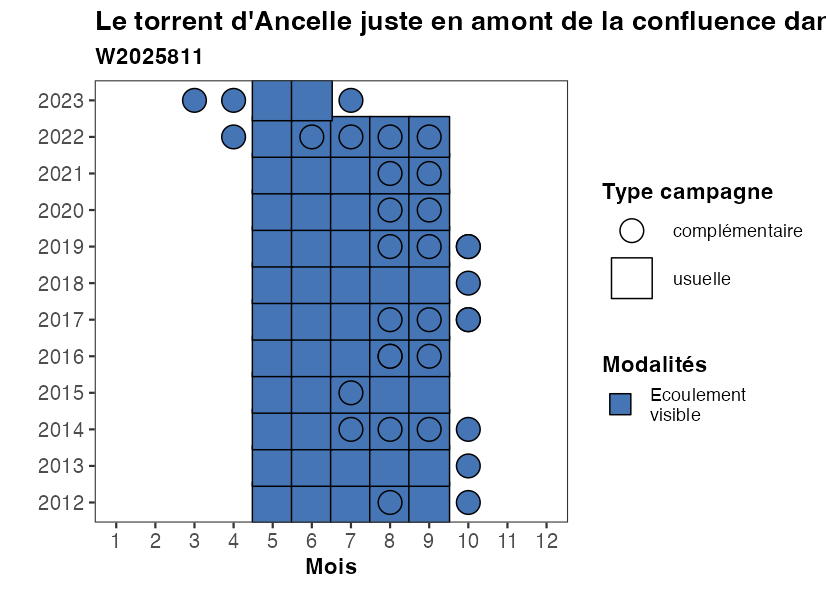 Le torrent d'Ancelle juste en amont de la confluence dan
W2025811
2023
2022
2021
2020
2019
2018
2017
2016
2015
2014
2013
2012
1 2 3 4 5 6 7 8 9 10 11 12
Mois
Type campagne
complémentaire
usuelle
Modalités
Ecoulement
visible